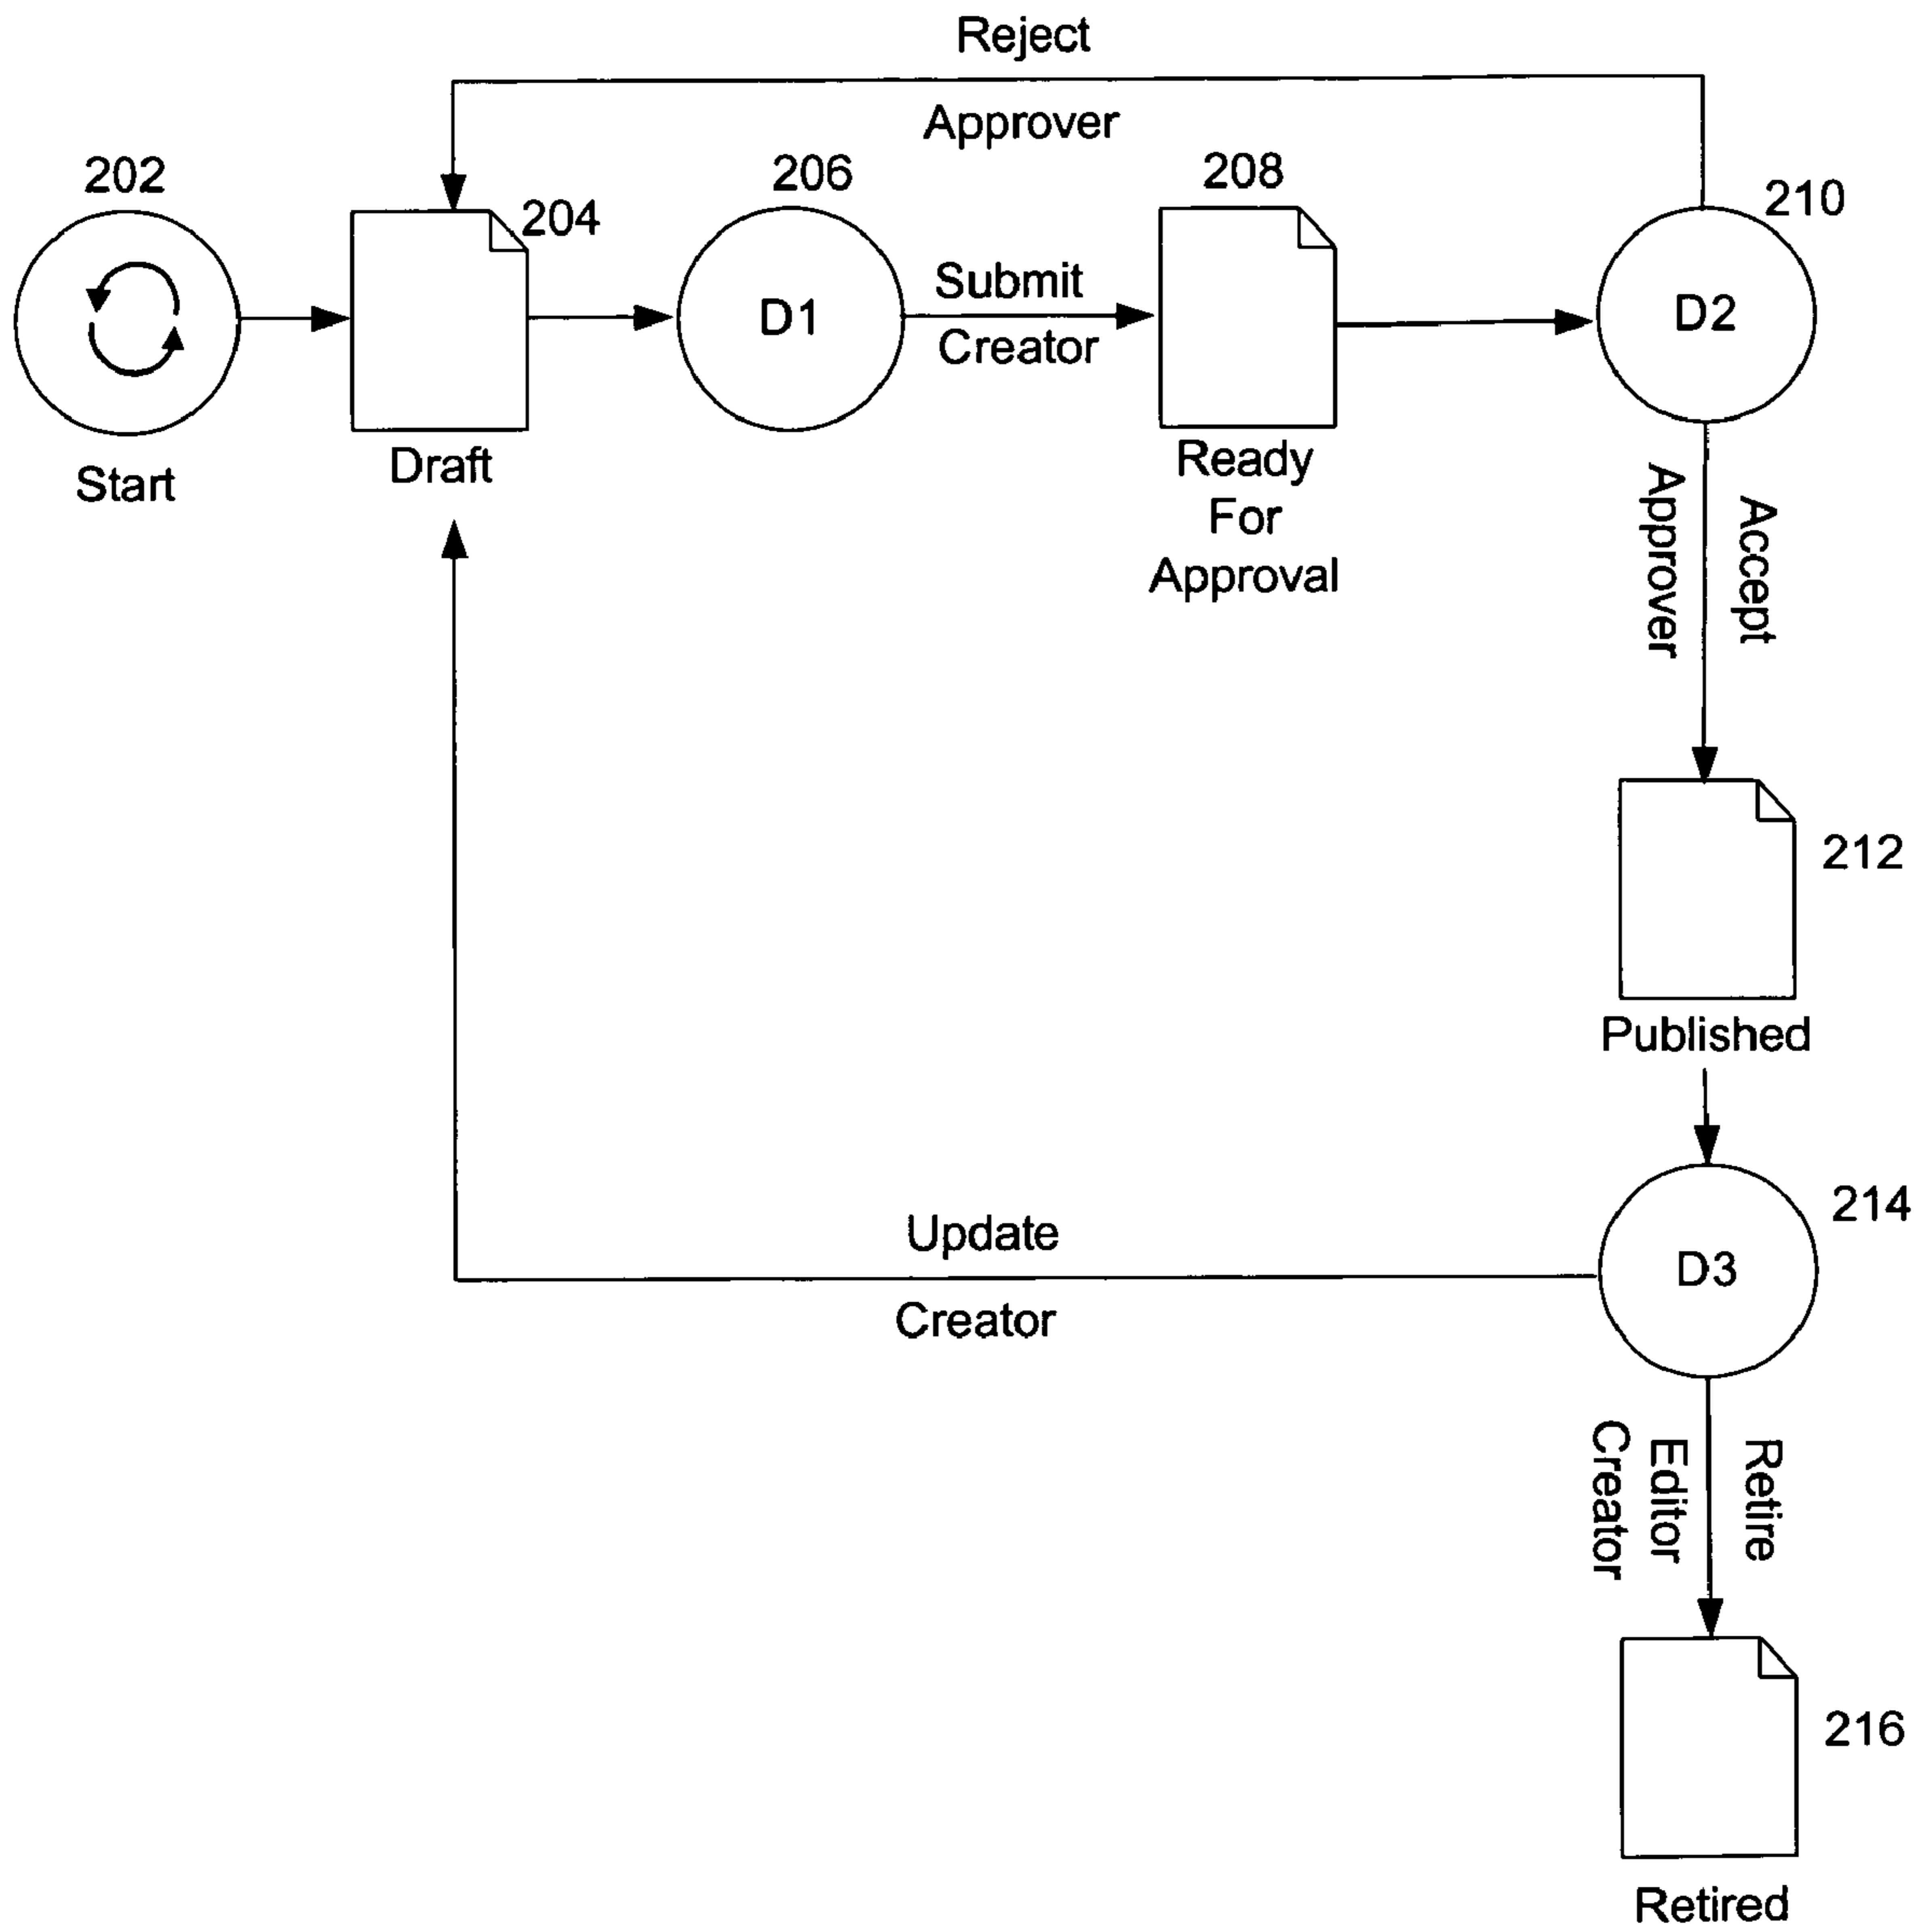 Reject
Approver
202
204
206
208
210
D1
Submit
Creator
D2
Start
Draft
Ready
For
Approval
Accept
Approver
212
Published
214
D3
Update
Creator
Retire
Editor
Creator
216
Retired